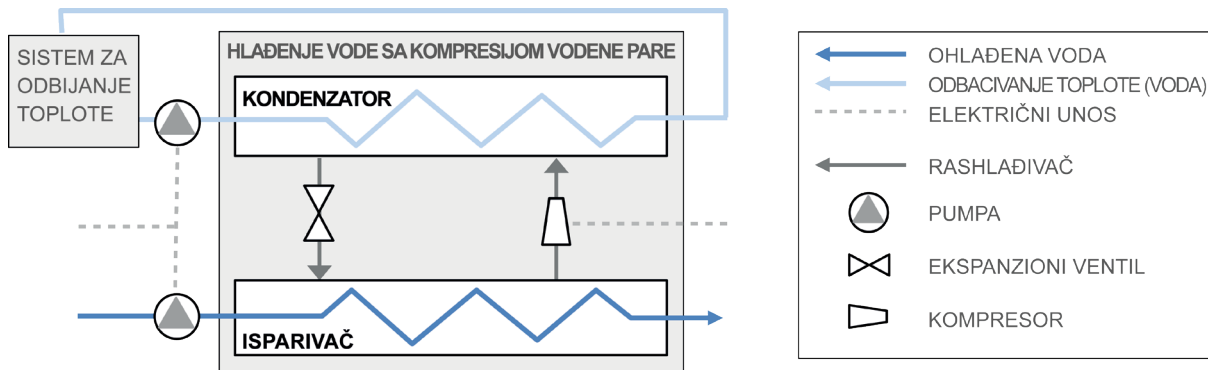 SISTEM ZA
ODBIJANJE
TOPLOTE
HLAĐENJE VODE SA KOMPRESIJOM VODENE PARE
KONDENZATOR
ISPARIVAČ
OHLAĐENA VODA
ODBACIVANJE TOPLOTE (VODA)
ELEKTRIČNI UNOS
RASHLAĐIVAČ
PUMPA
EKSPANZIONI VENTIL
KOMPRESOR